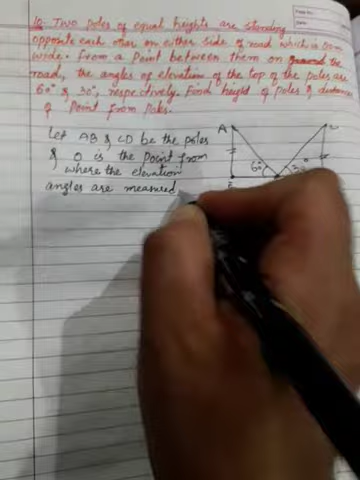 10. Two poles of equal heights are standing
opposite each other on either side of road which is 80m
wide. From a Point between them on the
road, the angles of elevation of the top of the poles are
60° & 30°, respectively. Find height of poles & distances
of Point from Poles.
Let AB & CD be the poles
& O is the Point from
where the elevation
angles are measured
A
60°
30°